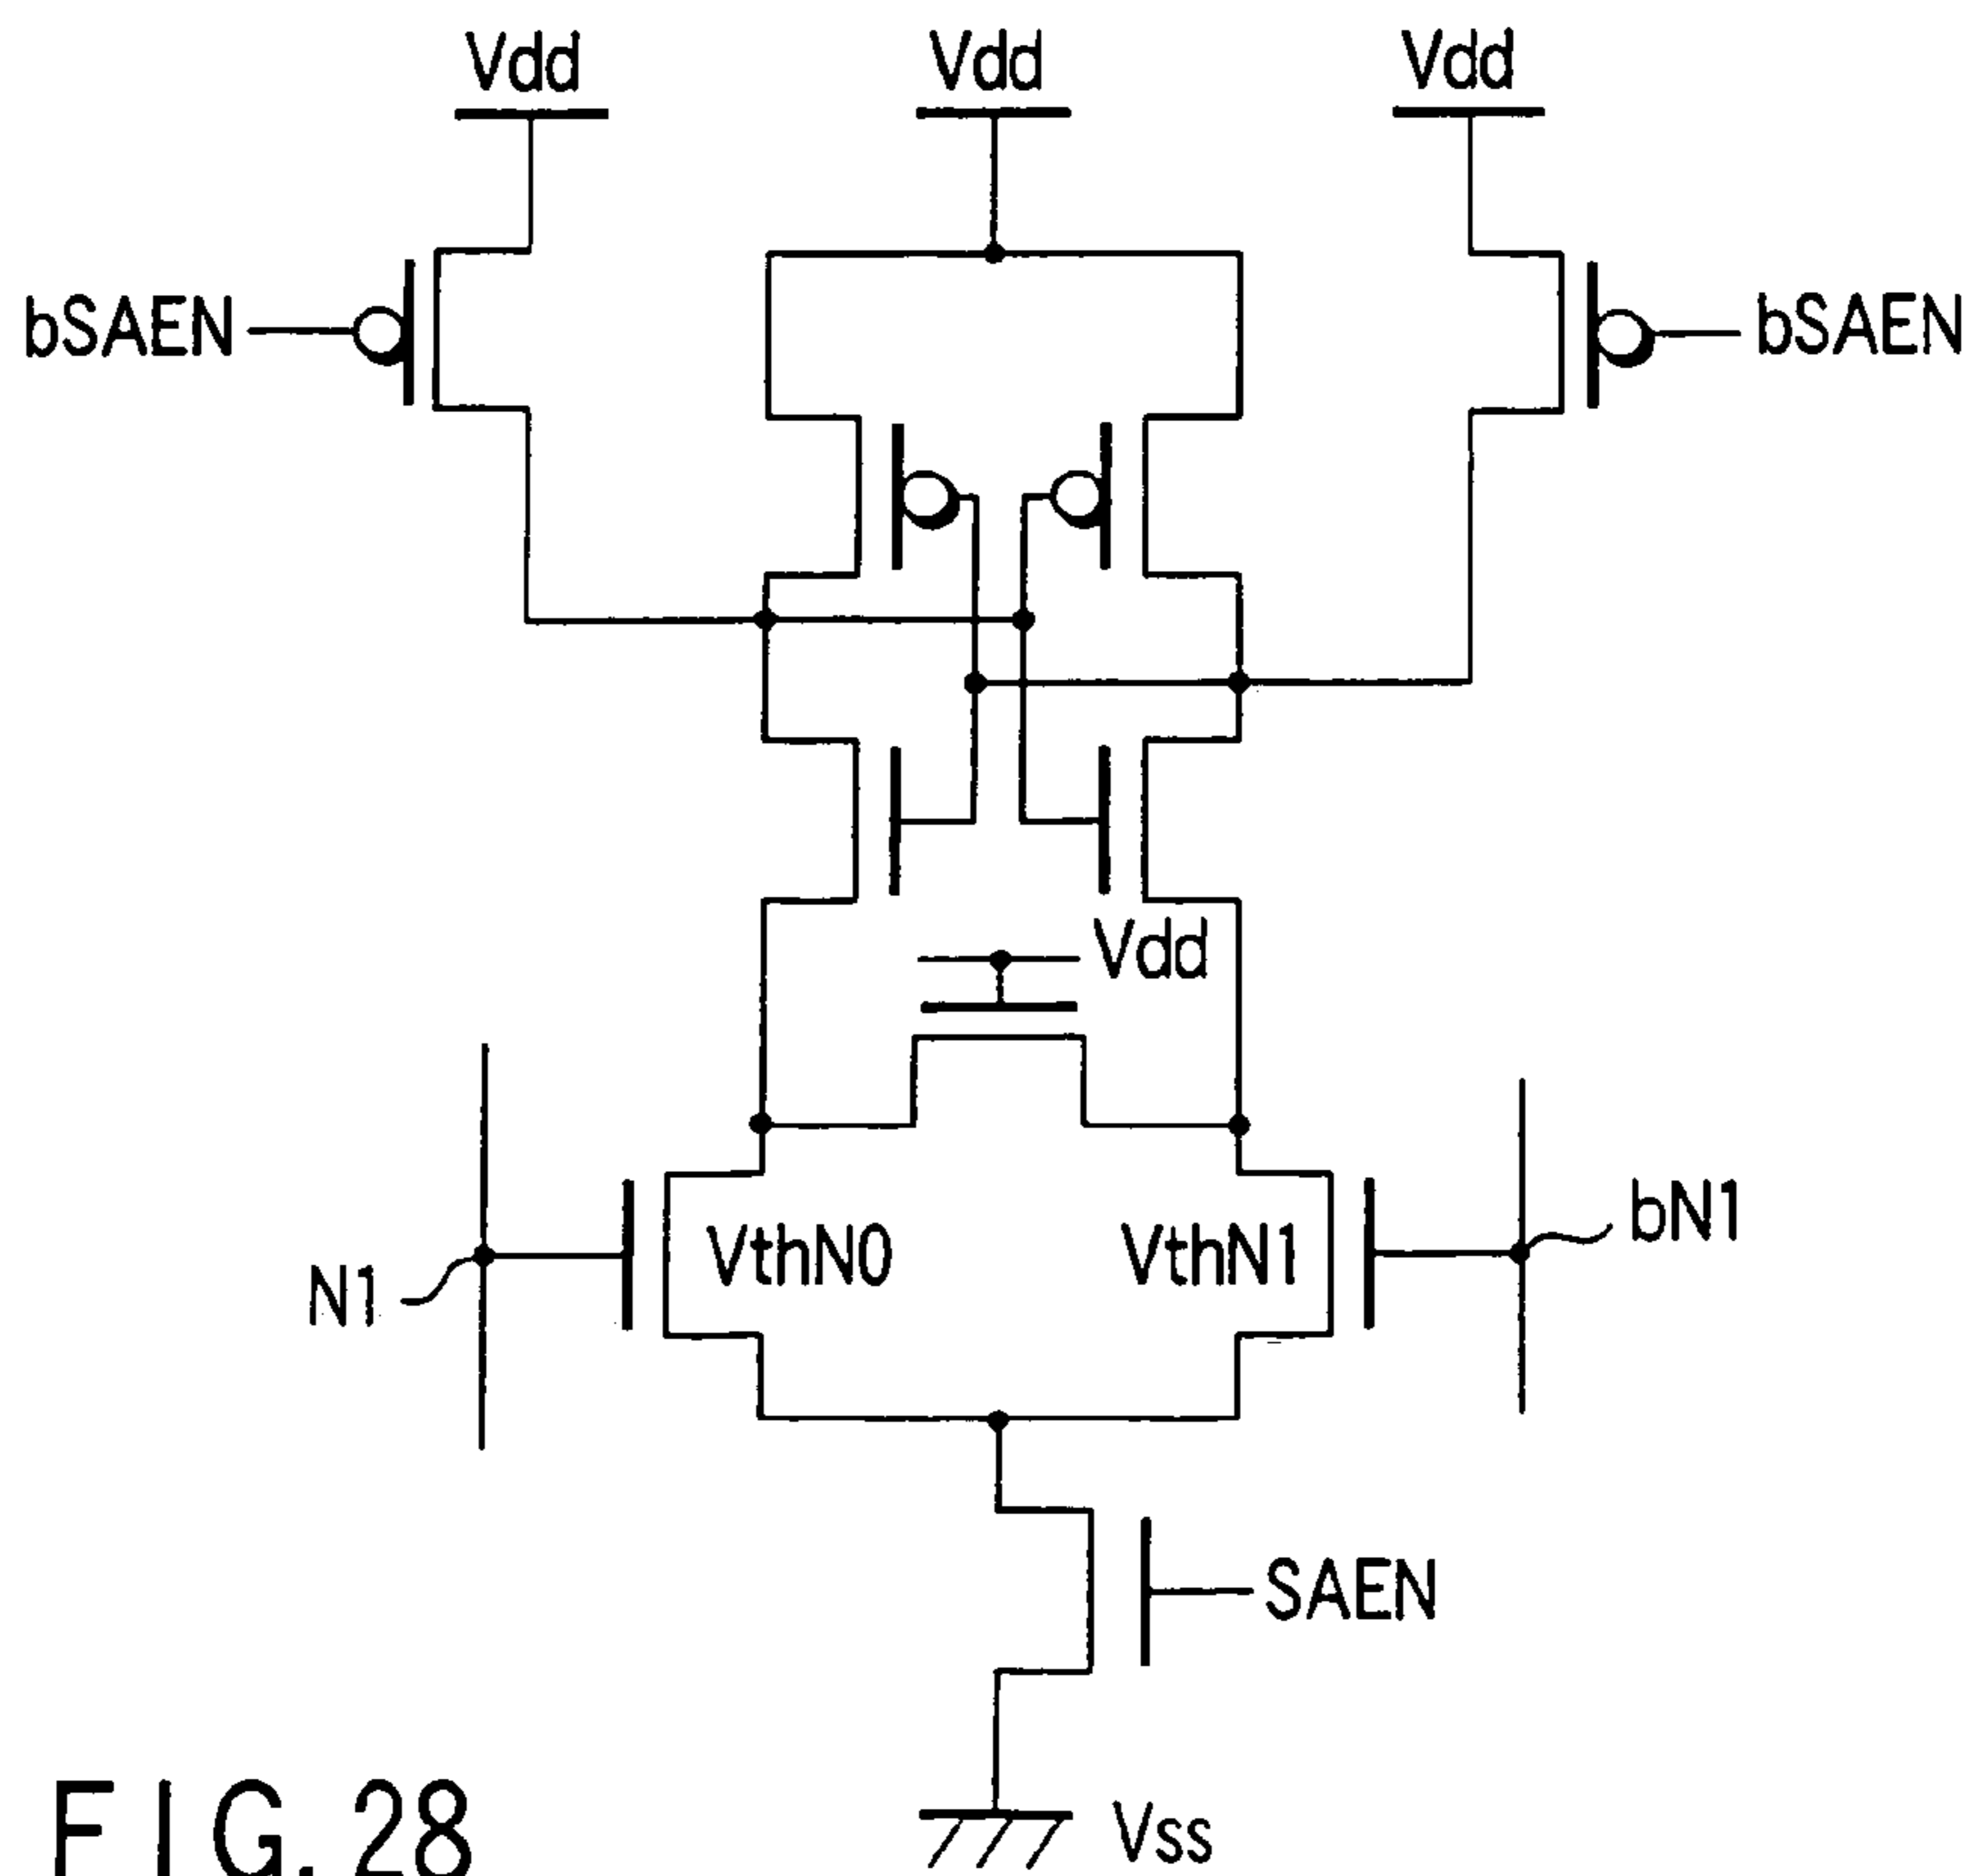 Vdd Vdd Vdd
bSAEN bSAEN
Vdd
bN1
VthN0 VthN1
N1
SAEN
Vss
FIG. 28